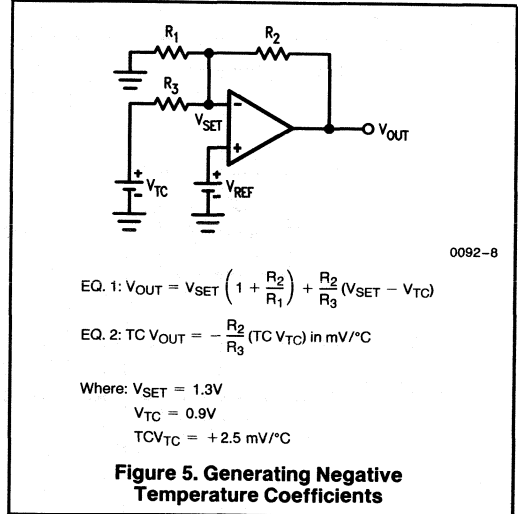 R1
R2
R3
VSET
-
+
VOUT
+
-
VTC
+
-
VREF
0092-8
EQ. 1: VOUT = VSET (1 + R2/R1) + R2/R3 (VSET − VTC)
EQ. 2: TC VOUT = − R2/R3 (TC VTC) in mV/°C
Where: VSET = 1.3V
VTC = 0.9V
TCVTC = +2.5 mV/°C
Figure 5. Generating Negative
Temperature Coefficients